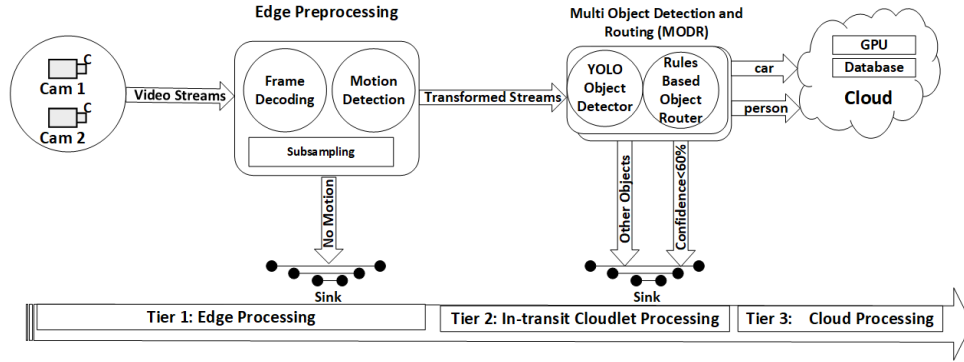 Edge Preprocessing
Multi Object Detection and
Routing (MODR)
C
Cam 1
C
Cam 2
Video Streams
Frame
Decoding
Motion
Detection
Subsampling
Transformed Streams
YOLO
Object
Detector
Rules
Based
Object
Router
car
person
GPU
Database
Cloud
No Motion
Other Objects
Confidence<60%
Sink
Sink
Tier 1: Edge Processing
Tier 2: In-transit Cloudlet Processing
Tier 3: Cloud Processing